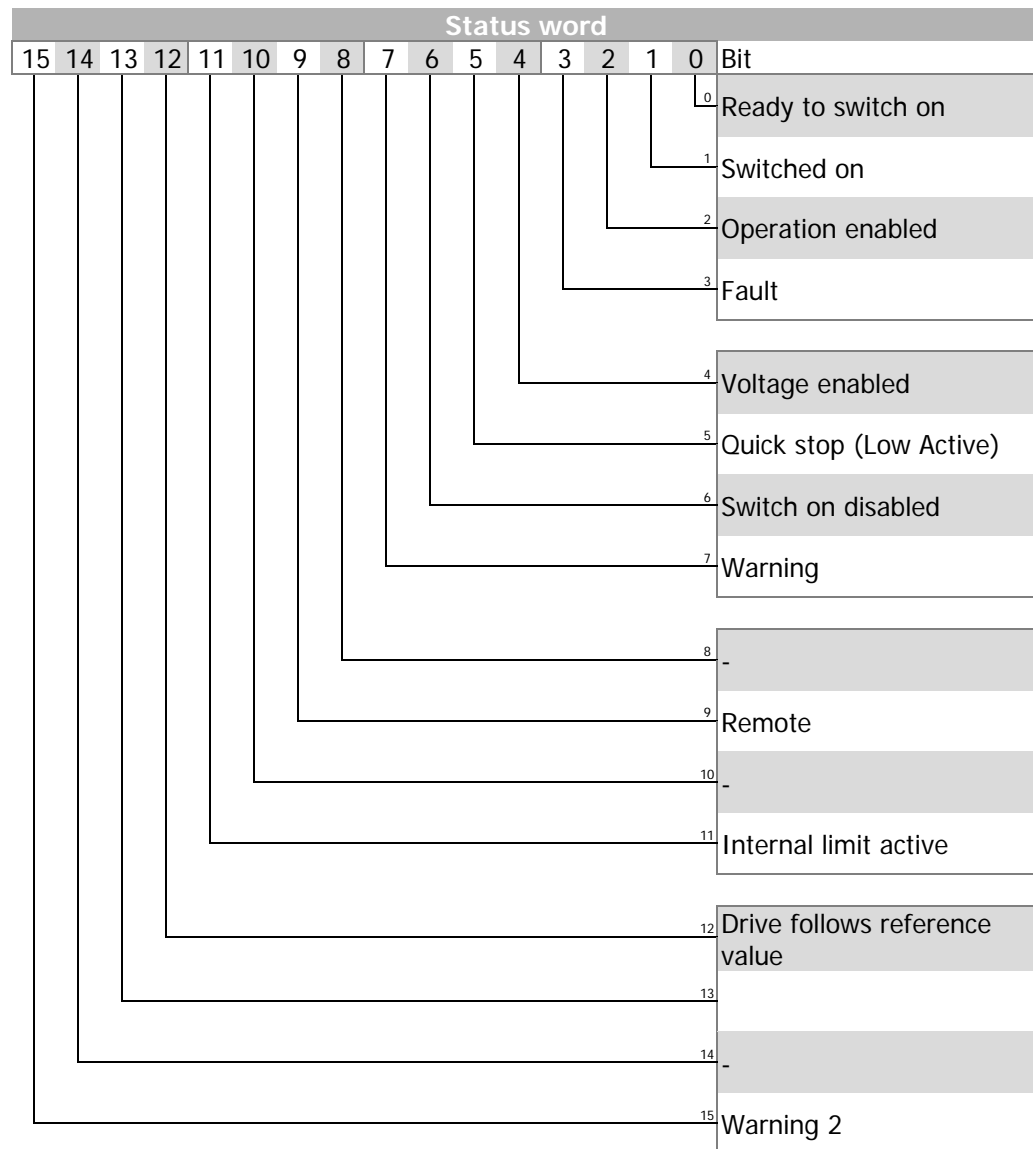 Status word
15 14 13 12 11 10 9 8 7 6 5 4 3 2 1 0 Bit
0 Ready to switch on
1 Switched on
2 Operation enabled
3 Fault
4 Voltage enabled
5 Quick stop (Low Active)
6 Switch on disabled
7 Warning
8 -
9 Remote
10 -
11 Internal limit active
12 Drive follows reference
value
13
14 -
15 Warning 2